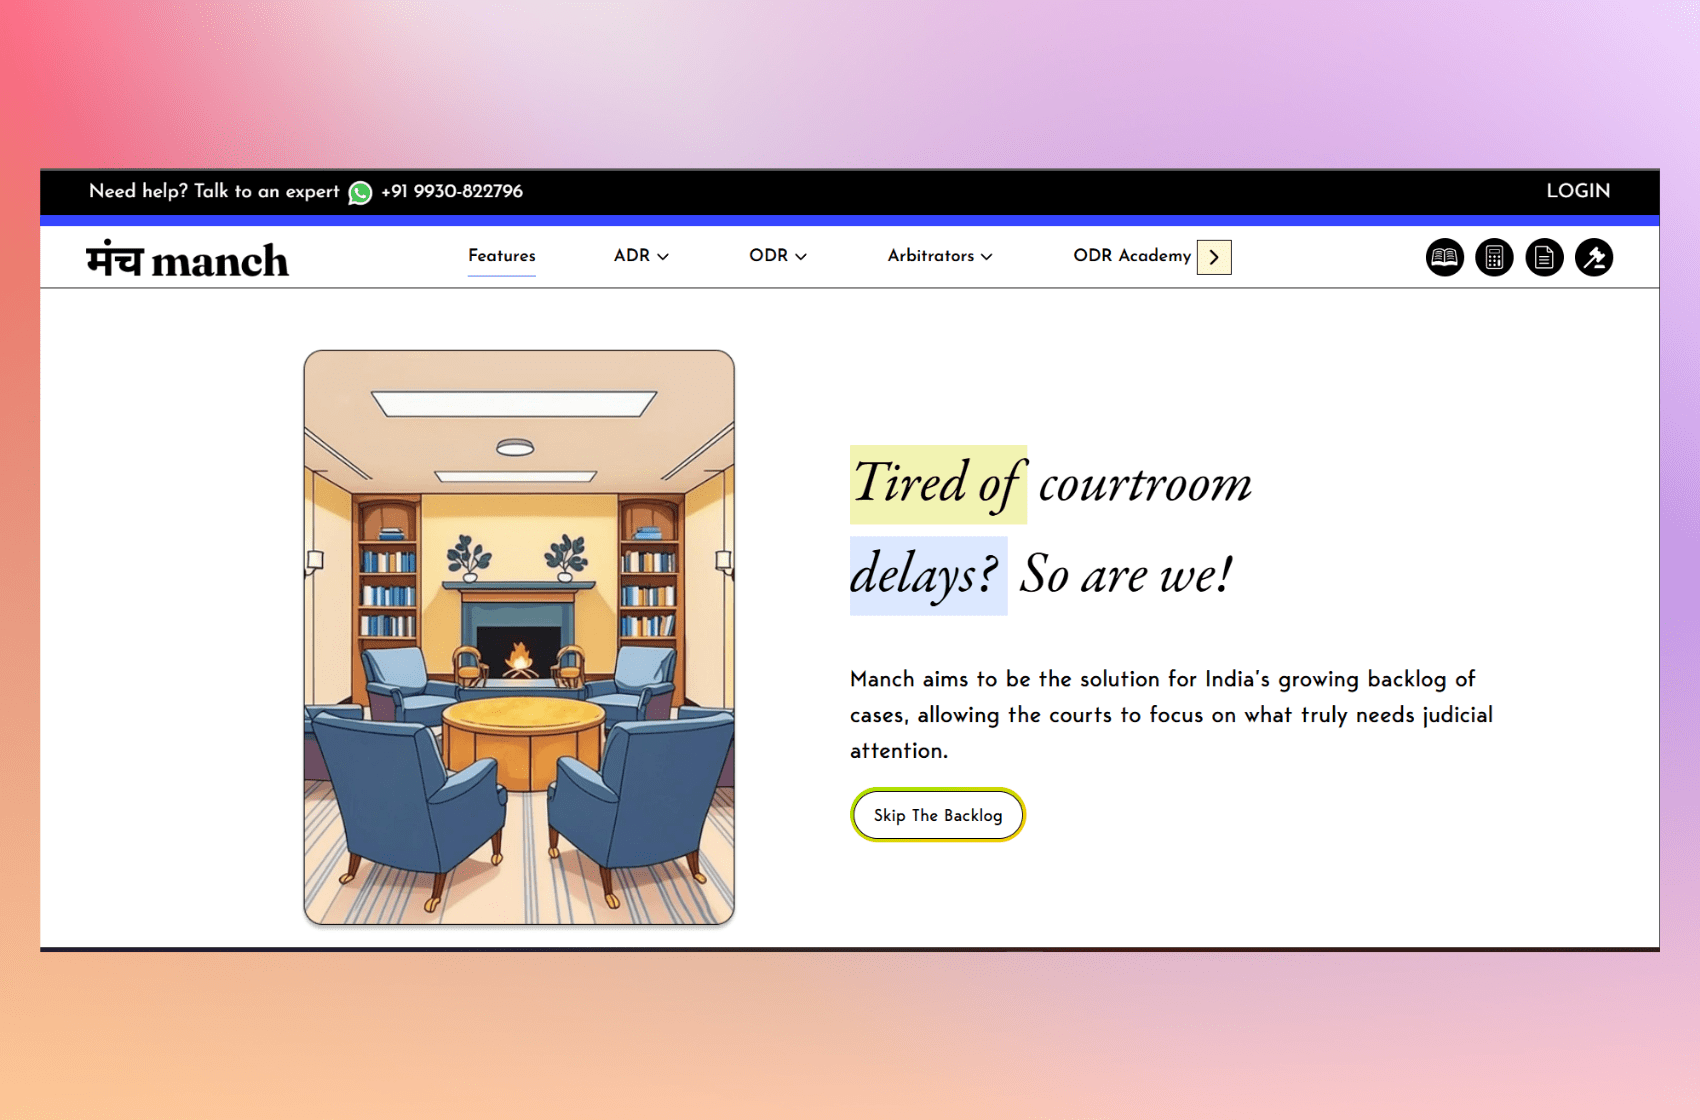 Need help? Talk to an expert +91 9930-822796 LOGIN
मंच manch Features ADR ODR Arbitrators ODR Academy
Tired of courtroom
delays? So are we!
Manch aims to be the solution for India's growing backlog of
cases, allowing the courts to focus on what truly needs judicial
attention.
Skip The Backlog